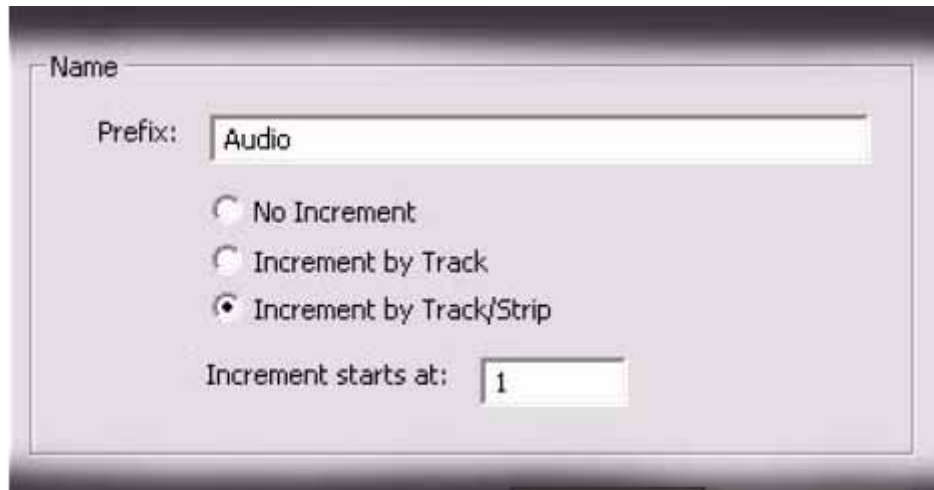 Name
Prefix: Audio
No Increment
Increment by Track
Increment by Track/Strip
Increment starts at: 1